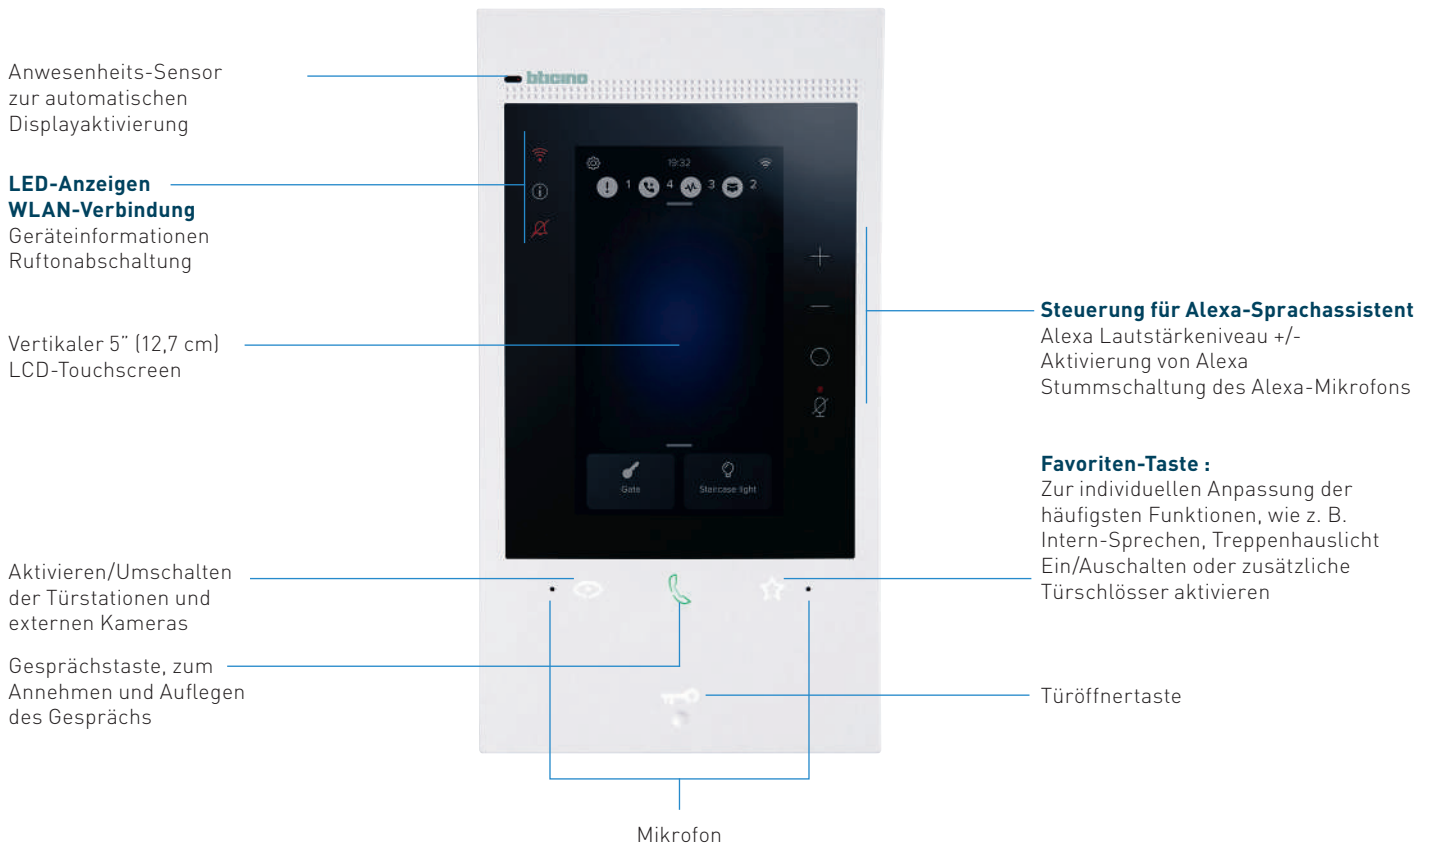 Anwesenheits-Sensor
zur automatischen
Displayaktivierung
LED-Anzeigen
WLAN-Verbindung
Geräteinformationen
Ruftonabschaltung
Vertikaler 5” (12,7 cm)
LCD-Touchscreen
Aktivieren/Umschalten
der Türstationen und
externen Kameras
Gesprächstaste, zum
Annehmen und Auflegen
des Gesprächs
bticino
19:32
1 4 3 2
Gate
Staircase light
Mikrofon
Steuerung für Alexa-Sprachassistent
Alexa Lautstärkeniveau +/-
Aktivierung von Alexa
Stummschaltung des Alexa-Mikrofons
Favoriten-Taste :
Zur individuellen Anpassung der
häufigsten Funktionen, wie z. B.
Intern-Sprechen, Treppenhauslicht
Ein/Auschalten oder zusätzliche
Türschlösser aktivieren
Türöffnertaste